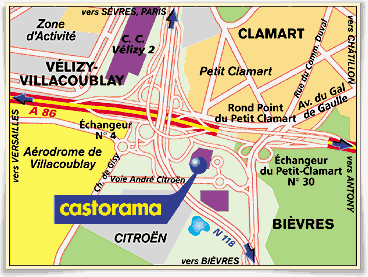 vers SÈVRES, PARIS
Zone
d'Activité
C. C.
Vélizy 2
CLAMART
vers CHÂTILLON
Rue du Comm. Duval
VÉLIZY-
VILLACOUBLAY
Petit Clamart
Av. du Gal
de Gaulle
A 86
Rond Point
du Petit Clamart
Échangeur
N° 4
vers VERSAILLES
Aérodrome de
Villacoublay
Ch. de Gisy
Voie André Citroën
Échangeur
du Petit-Clamart
N° 30
vers ANTONY
castorama
CITROËN
N 118
BIÈVRES
vers BIÈVRES